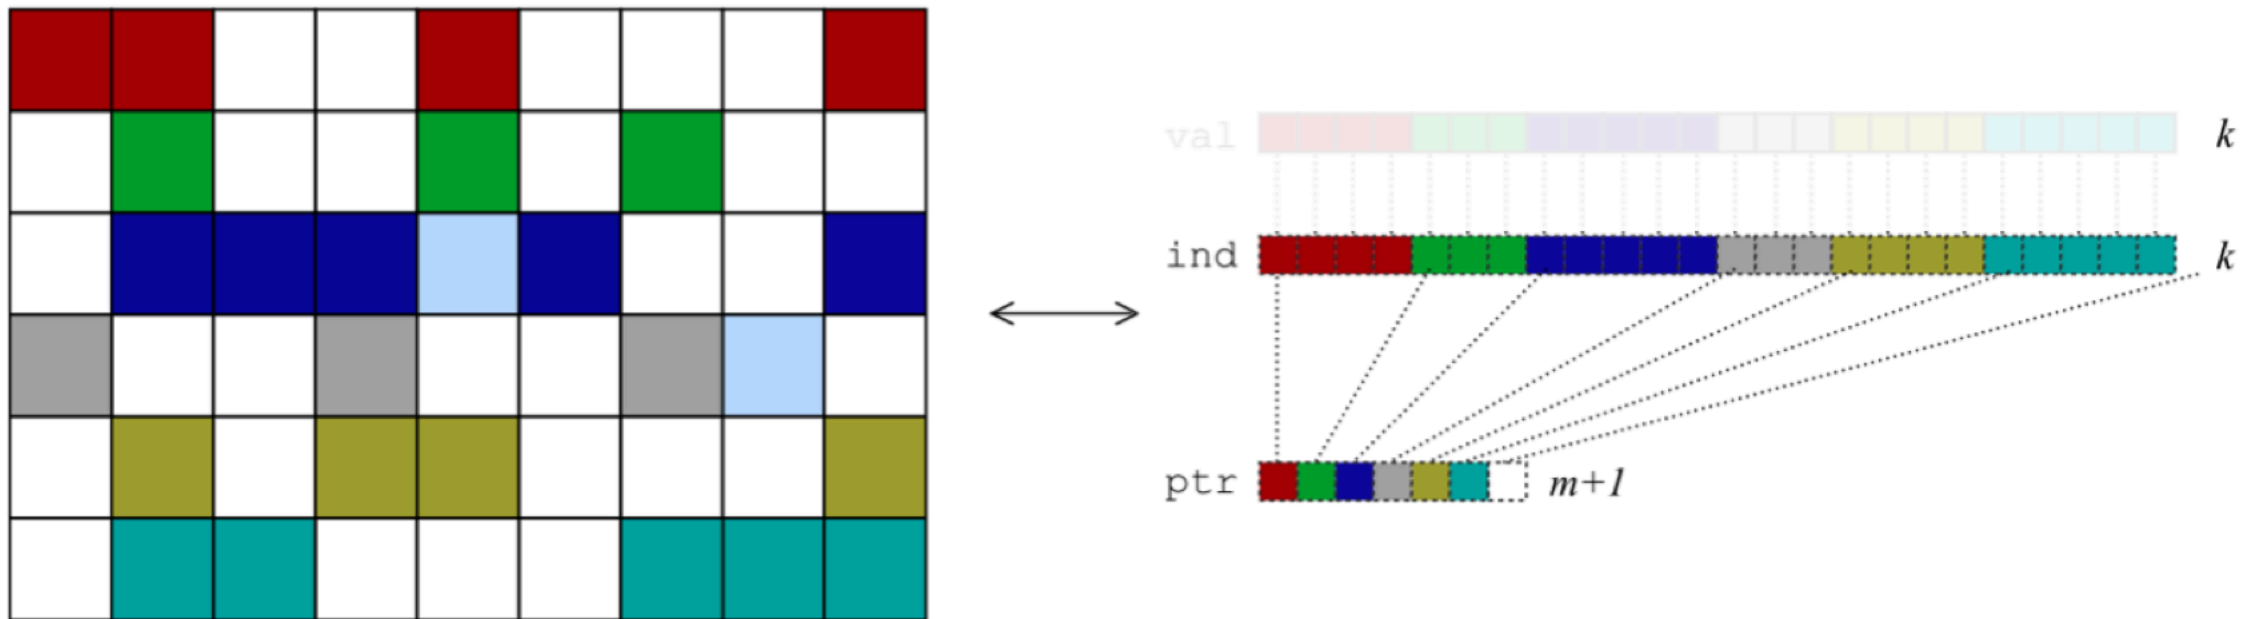 val k
ind k
ptr m+1